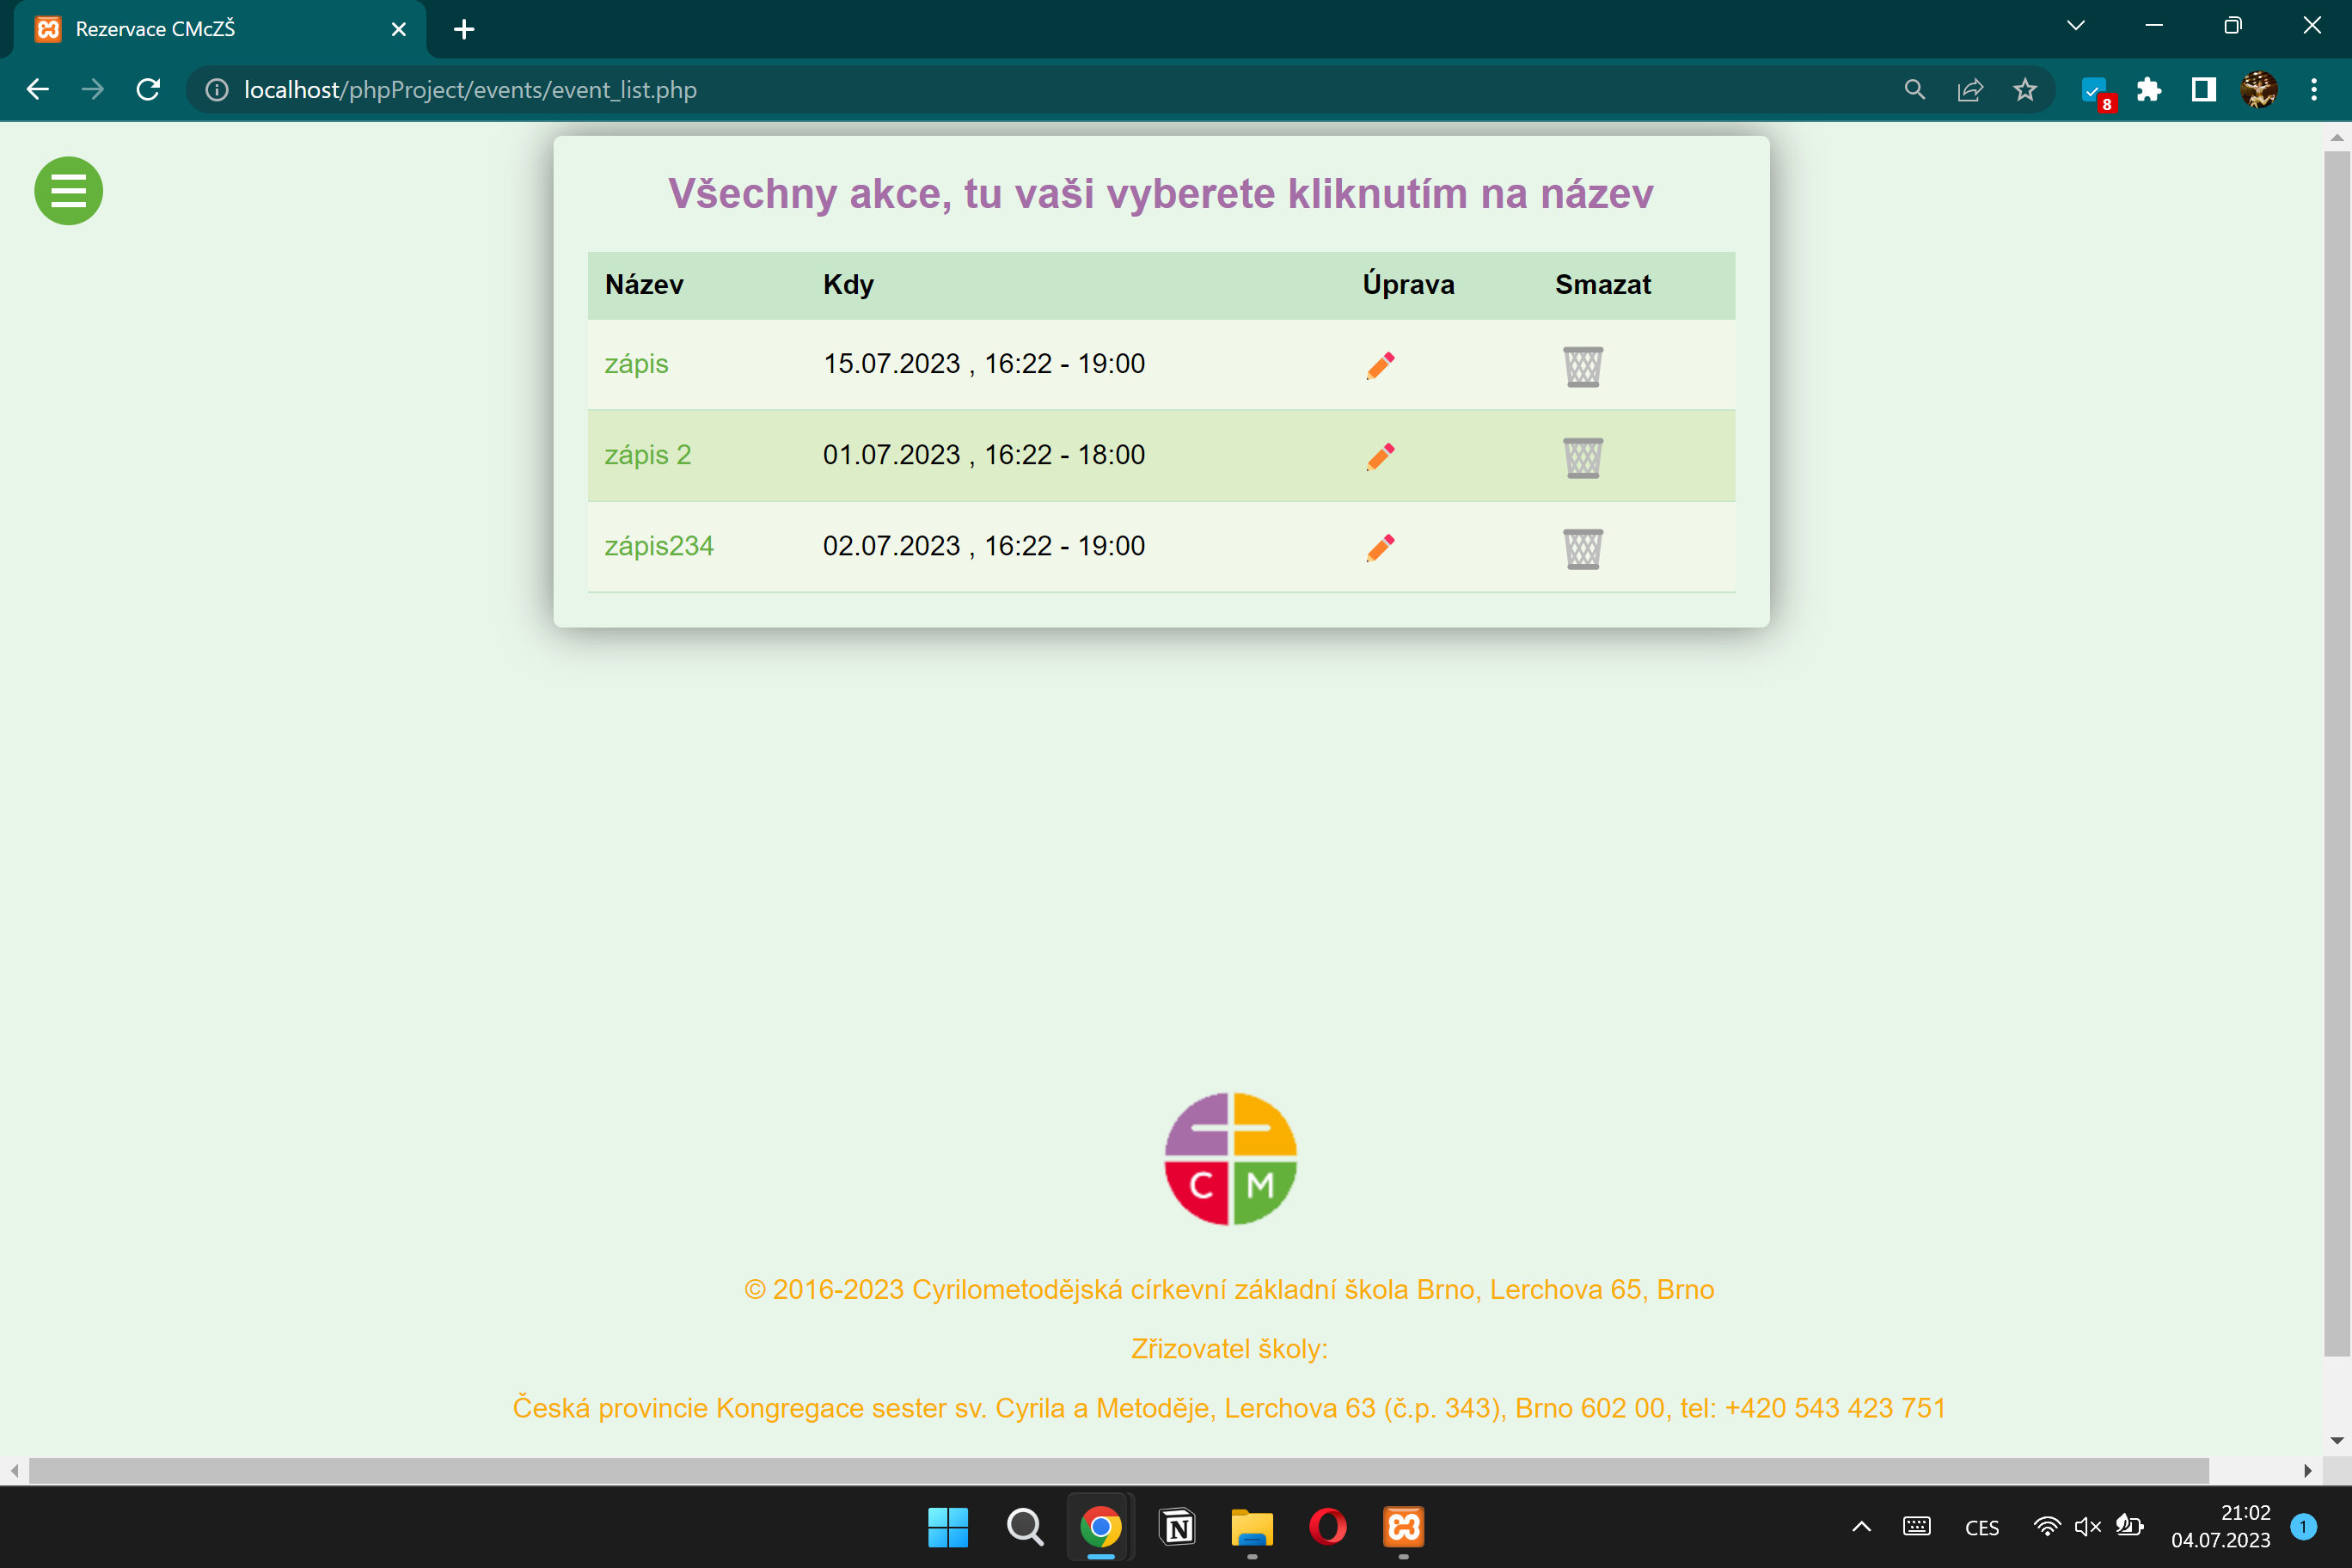 Rezervace CMcZŠ
localhost/phpProject/events/event_list.php
8
Všechny akce, tu vaši vyberete kliknutím na název
Název Kdy Úprava Smazat
zápis 15.07.2023 , 16:22 - 19:00
zápis 2 01.07.2023 , 16:22 - 18:00
zápis234 02.07.2023 , 16:22 - 19:00
C M
© 2016-2023 Cyrilometodějská církevní základní škola Brno, Lerchova 65, Brno
Zřizovatel školy:
Česká provincie Kongregace sester sv. Cyrila a Metoděje, Lerchova 63 (č.p. 343), Brno 602 00, tel: +420 543 423 751
N
CES
21:02
04.07.2023
1